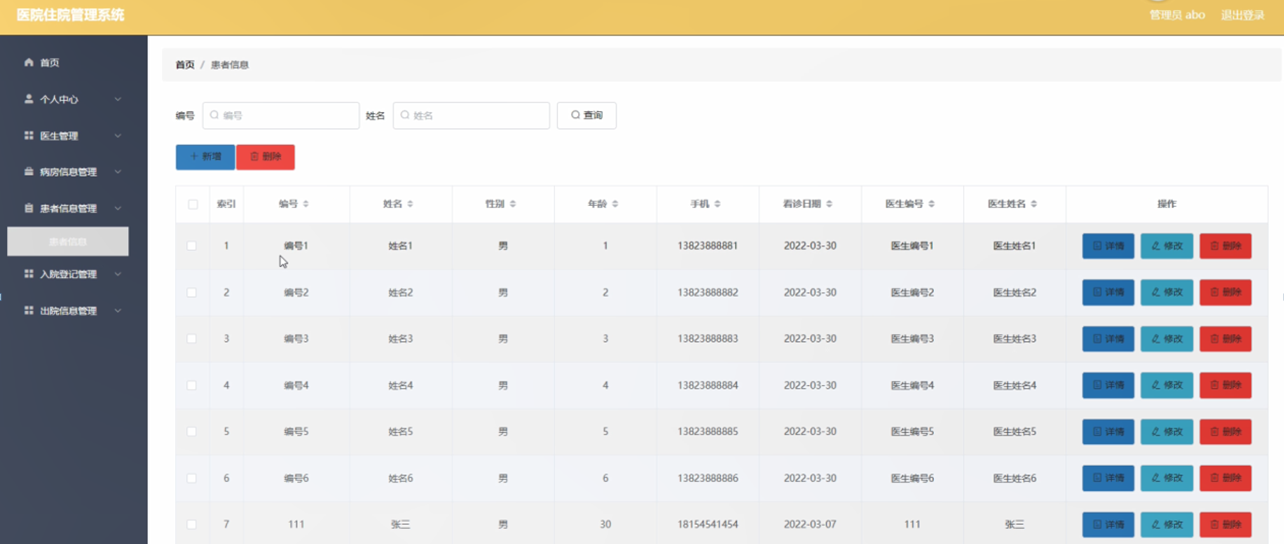 医院住院管理系统
管理员 abo 退出登录
首页
个人中心
医生管理
病房信息管理
患者信息管理
患者信息
入院登记管理
出院信息管理
首页 / 患者信息
编号 编号 姓名 姓名 查询
新增 删除
索引 编号 姓名 性别 年龄 手机 看诊日期 医生编号 医生姓名 操作
1 编号1 姓名1 男 1 13823888881 2022-03-30 医生编号1 医生姓名1 详情 修改 删除
2 编号2 姓名2 男 2 13823888882 2022-03-30 医生编号2 医生姓名2 详情 修改 删除
3 编号3 姓名3 男 3 13823888883 2022-03-30 医生编号3 医生姓名3 详情 修改 删除
4 编号4 姓名4 男 4 13823888884 2022-03-30 医生编号4 医生姓名4 详情 修改 删除
5 编号5 姓名5 男 5 13823888885 2022-03-30 医生编号5 医生姓名5 详情 修改 删除
6 编号6 姓名6 男 6 13823888886 2022-03-30 医生编号6 医生姓名6 详情 修改 删除
7 111 张三 男 30 18154541454 2022-03-07 111 张三 详情 修改 删除